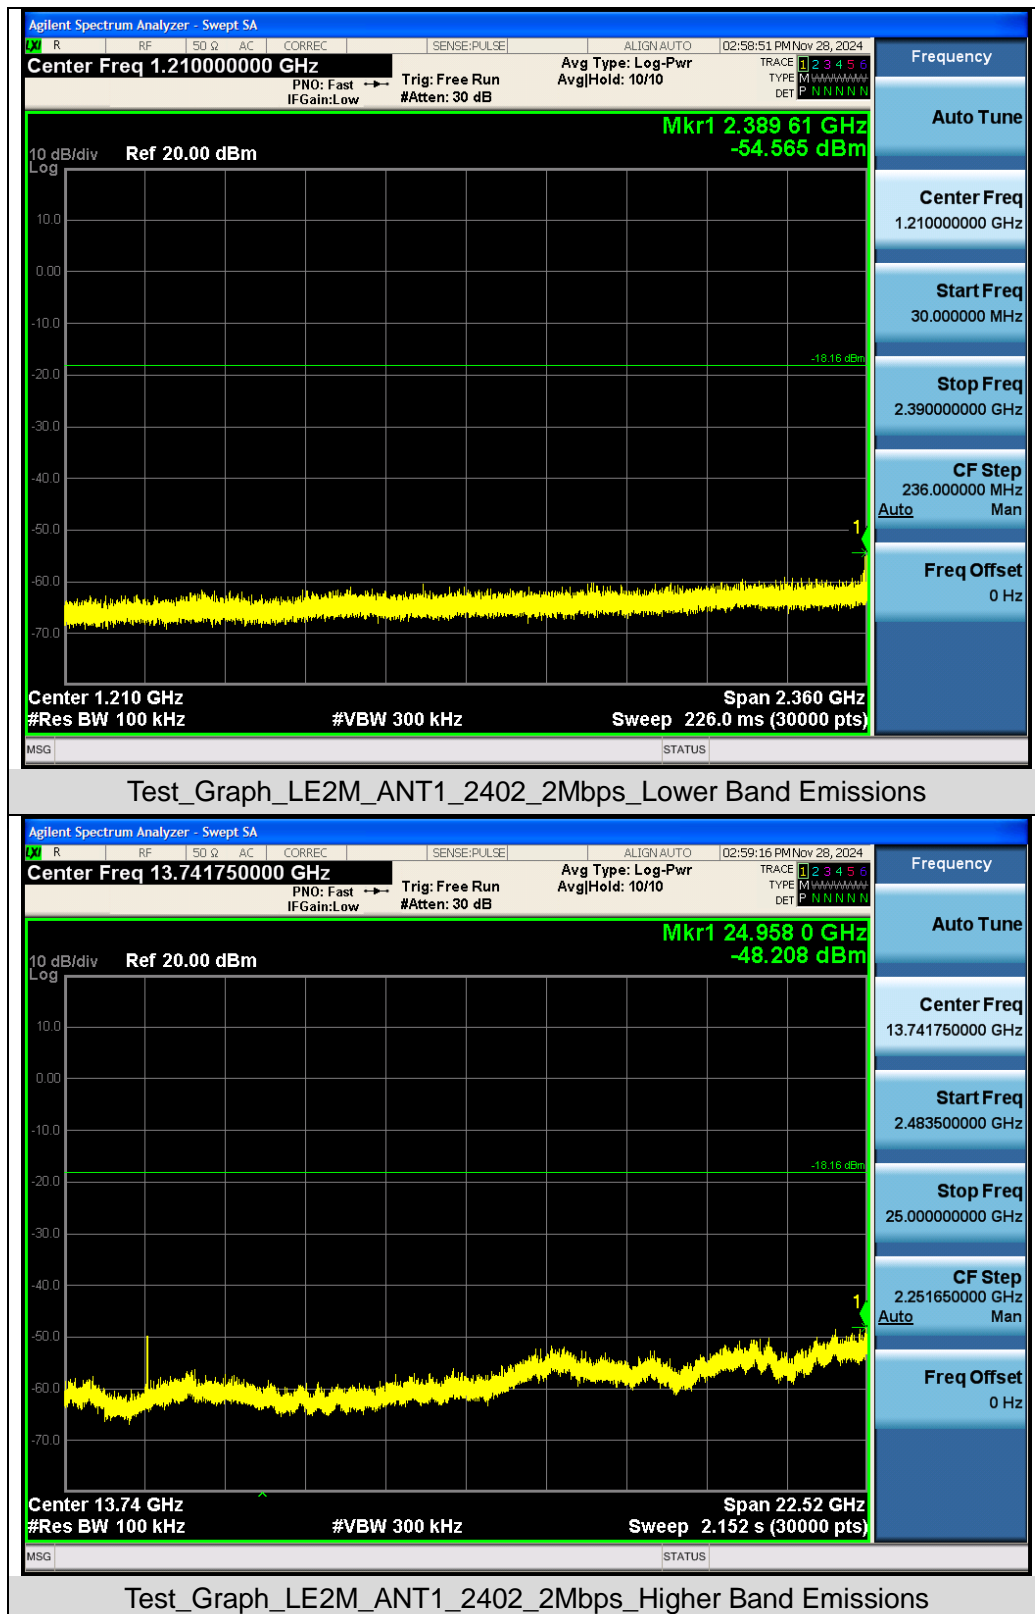 Agilent Spectrum Analyzer - Swept SA
LXI R RF 50 Ω AC CORREC SENSE:PULSE ALIGN AUTO 02:58:51 PM Nov 28, 2024
Center Freq 1.210000000 GHz
PNO: Fast
IFGain:Low
Trig: Free Run
#Atten: 30 dB
Avg Type: Log-Pwr
Avg|Hold: 10/10
TRACE 1 2 3 4 5 6
TYPE M
DET P N N N N N
Mkr1 2.389 61 GHz
-54.565 dBm
10 dB/div Ref 20.00 dBm
Log
10.0
0.00
-10.0
-18.16 dBm
-20.0
-30.0
-40.0
-50.0
1
-60.0
-70.0
Center 1.210 GHz Span 2.360 GHz
#Res BW 100 kHz #VBW 300 kHz Sweep 226.0 ms (30000 pts)
MSG STATUS
Frequency
Auto Tune
Center Freq
1.210000000 GHz
Start Freq
30.000000 MHz
Stop Freq
2.390000000 GHz
CF Step
236.000000 MHz
Auto Man
Freq Offset
0 Hz
Test_Graph_LE2M_ANT1_2402_2Mbps_Lower Band Emissions
Agilent Spectrum Analyzer - Swept SA
LXI R RF 50 Ω AC CORREC SENSE:PULSE ALIGN AUTO 02:59:16 PM Nov 28, 2024
Center Freq 13.741750000 GHz
PNO: Fast
IFGain:Low
Trig: Free Run
#Atten: 30 dB
Avg Type: Log-Pwr
Avg|Hold: 10/10
TRACE 1 2 3 4 5 6
TYPE M
DET P N N N N N
Mkr1 24.958 0 GHz
-48.208 dBm
10 dB/div Ref 20.00 dBm
Log
10.0
0.00
-10.0
-18.16 dBm
-20.0
-30.0
-40.0
1
-50.0
-60.0
-70.0
Center 13.74 GHz Span 22.52 GHz
#Res BW 100 kHz #VBW 300 kHz Sweep 2.152 s (30000 pts)
MSG STATUS
Frequency
Auto Tune
Center Freq
13.741750000 GHz
Start Freq
2.483500000 GHz
Stop Freq
25.000000000 GHz
CF Step
2.251650000 GHz
Auto Man
Freq Offset
0 Hz
Test_Graph_LE2M_ANT1_2402_2Mbps_Higher Band Emissions